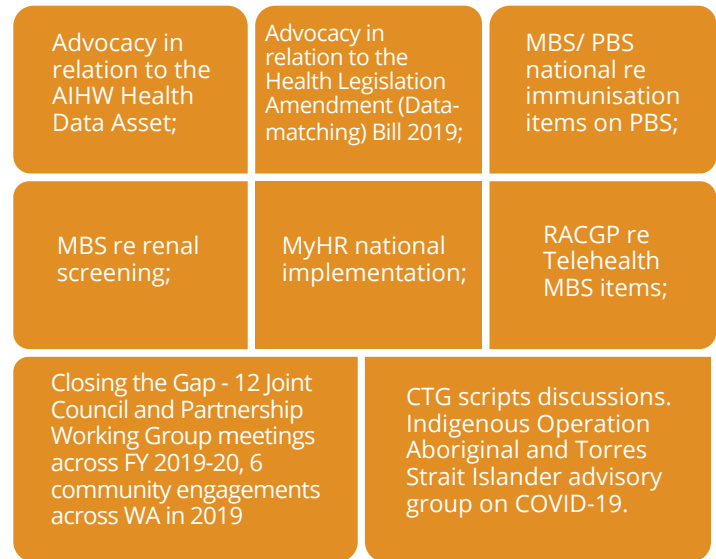 Advocacy in
relation to the
AIHW Health
Data Asset;
Advocacy in
relation to the
Health Legislation
Amendment (Data-
matching) Bill 2019;
MBS/ PBS
national re
immunisation
items on PBS;
MBS re renal
screening;
MyHR national
implementation;
RACGP re
Telehealth
MBS items;
Closing the Gap - 12 Joint
Council and Partnership
Working Group meetings
across FY 2019-20, 6
community engagements
across WA in 2019
CTG scripts discussions.
Indigenous Operation
Aboriginal and Torres
Strait Islander advisory
group on COVID-19.